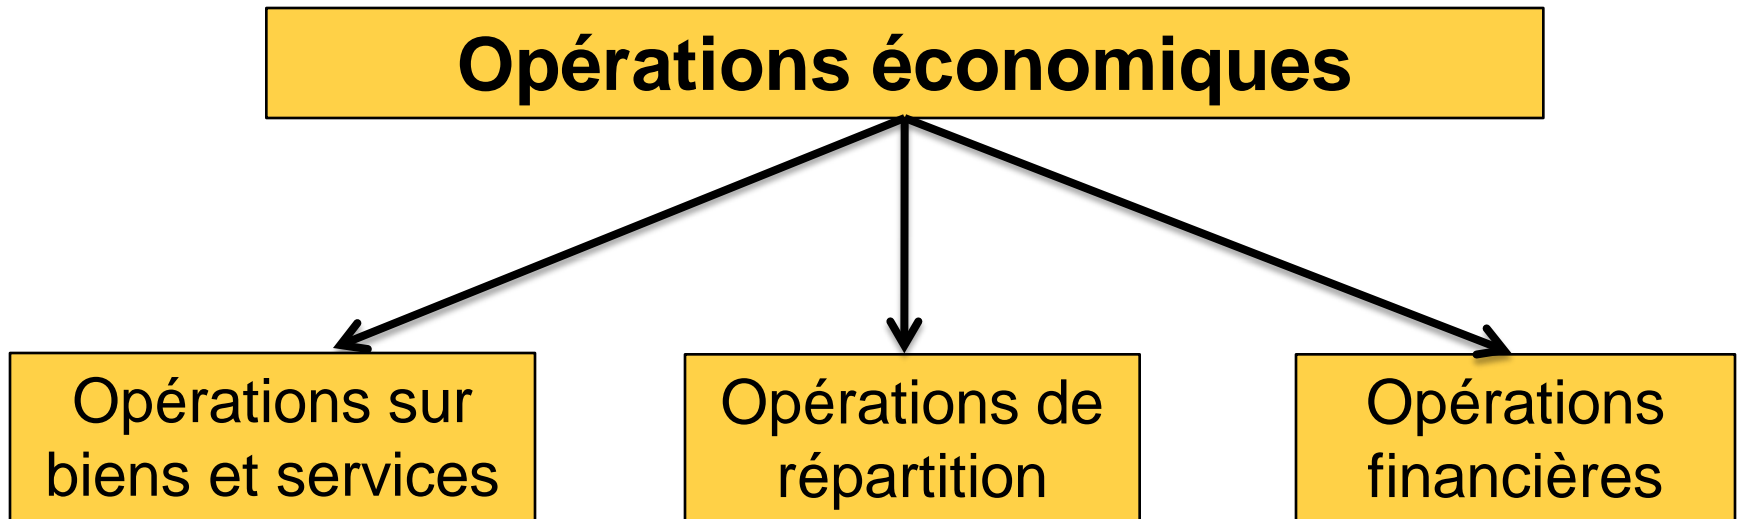 Opérations économiques
Opérations sur
biens et services
Opérations de
répartition
Opérations
financières